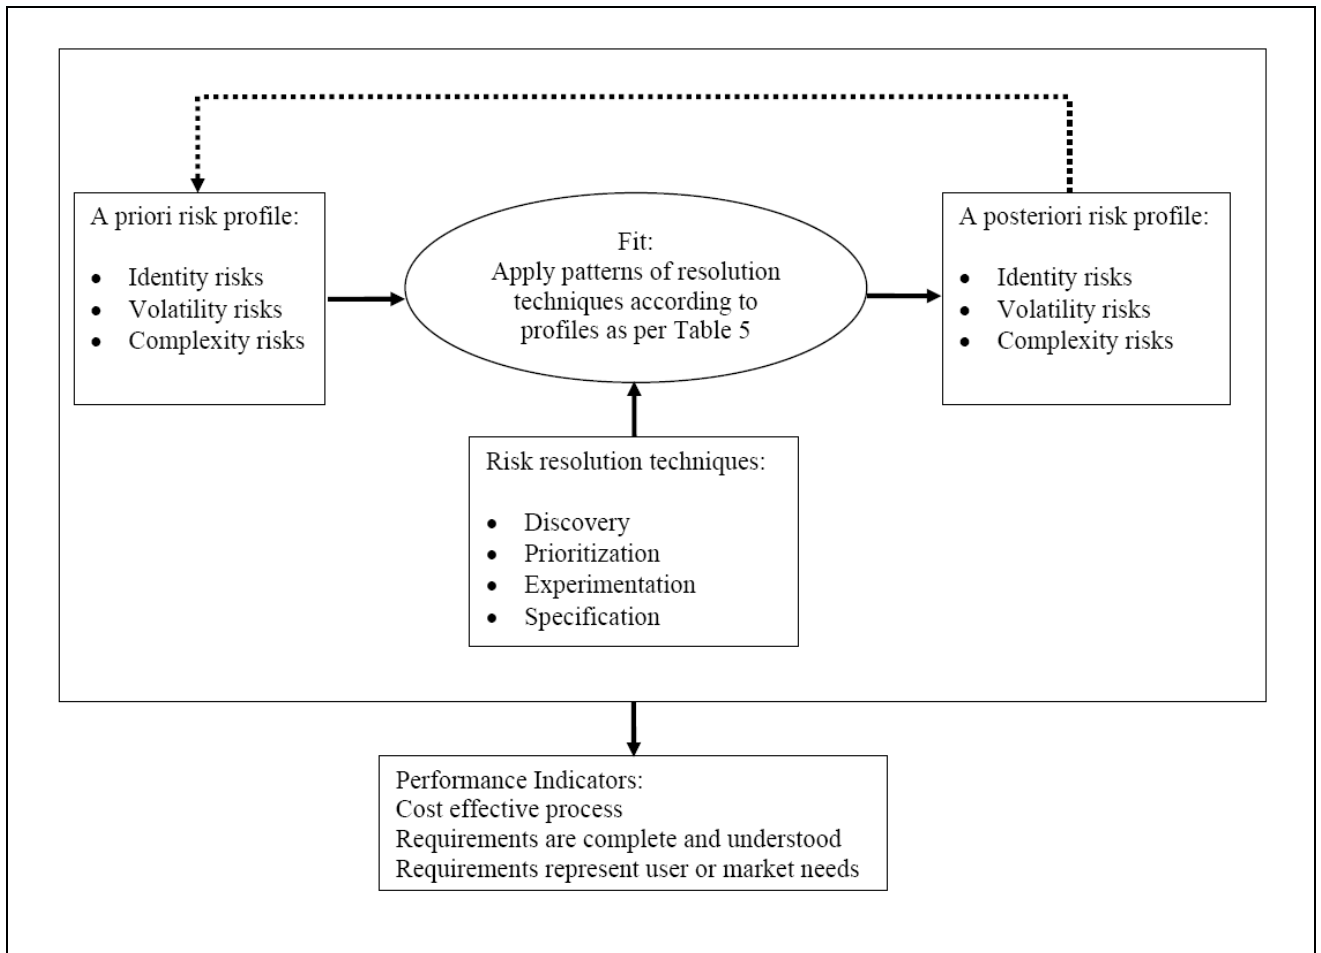 A priori risk profile:
• Identity risks
• Volatility risks
• Complexity risks
Fit:
Apply patterns of resolution
techniques according to
profiles as per Table 5
A posteriori risk profile:
• Identity risks
• Volatility risks
• Complexity risks
Risk resolution techniques:
• Discovery
• Prioritization
• Experimentation
• Specification
Performance Indicators:
Cost effective process
Requirements are complete and understood
Requirements represent user or market needs